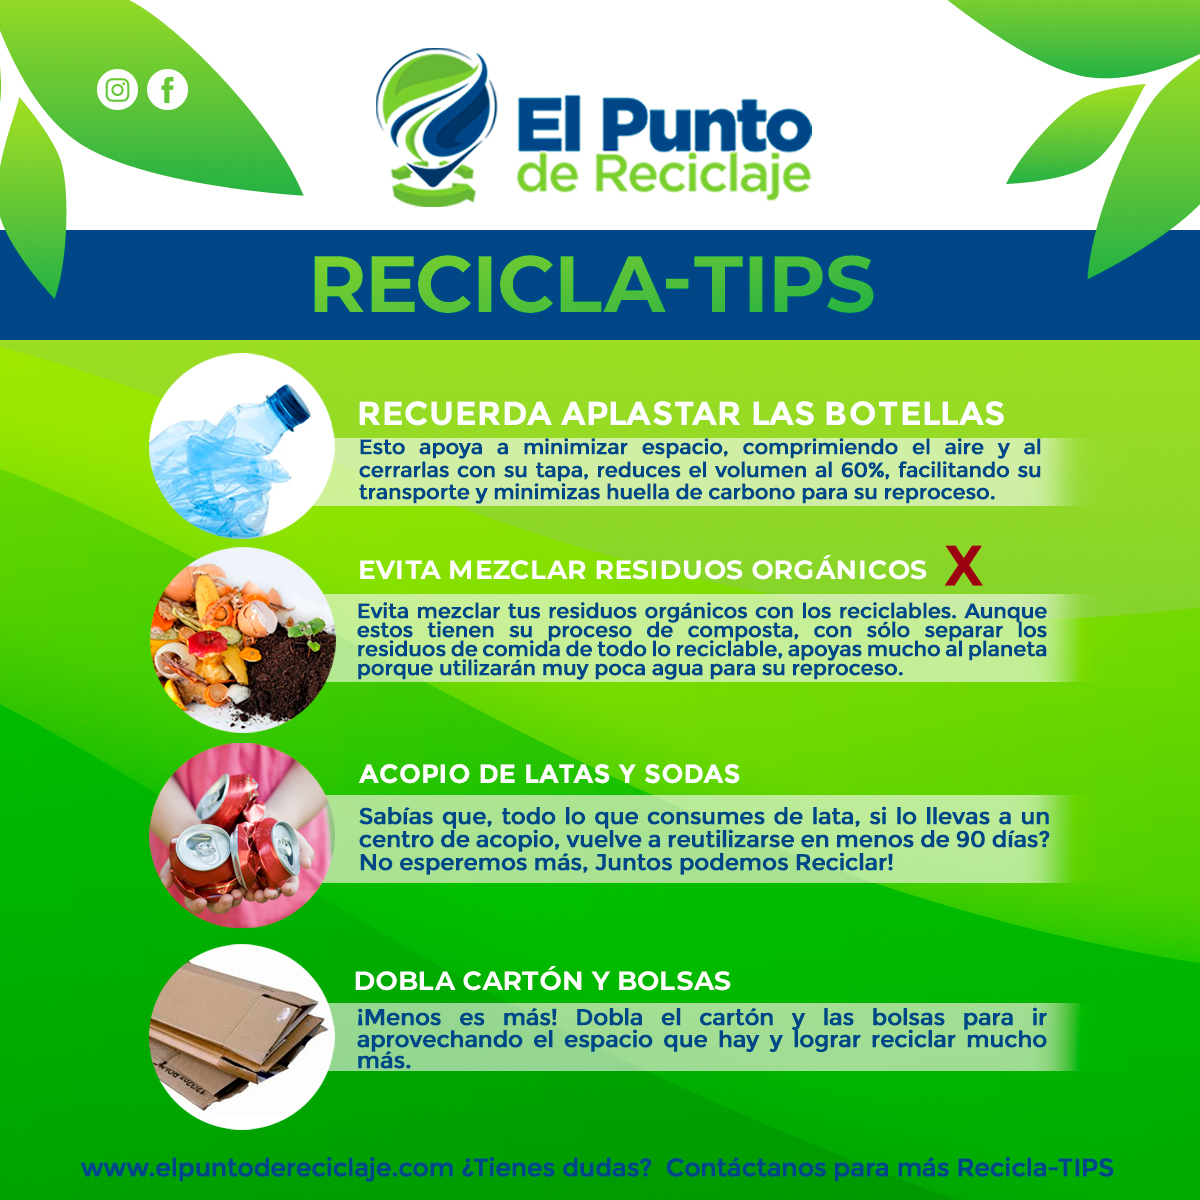 El Punto
de Reciclaje
RECICLA-TIPS
RECUERDA APLASTAR LAS BOTELLAS
Esto apoya a minimizar espacio, comprimiendo el aire y al
cerrarlas con su tapa, reduces el volumen al 60%, facilitando su
transporte y minimizas huella de carbono para su reproceso.
EVITA MEZCLAR RESIDUOS ORGÁNICOS X
Evita mezclar tus residuos orgánicos con los reciclables. Aunque
estos tienen su proceso de composta, con sólo separar los
residuos de comida de todo lo reciclable, apoyas mucho al planeta
porque utilizarán muy poca agua para su reproceso.
ACOPIO DE LATAS Y SODAS
Sabías que, todo lo que consumes de lata, si lo llevas a un
centro de acopio, vuelve a reutilizarse en menos de 90 días?
No esperemos más, Juntos podemos Reciclar!
DOBLA CARTÓN Y BOLSAS
¡Menos es más! Dobla el cartón y las bolsas para ir
aprovechando el espacio que hay y lograr reciclar mucho
más.
www.elpuntodereciclaje.com ¿Tienes dudas? Contáctanos para más Recicla-TIPS